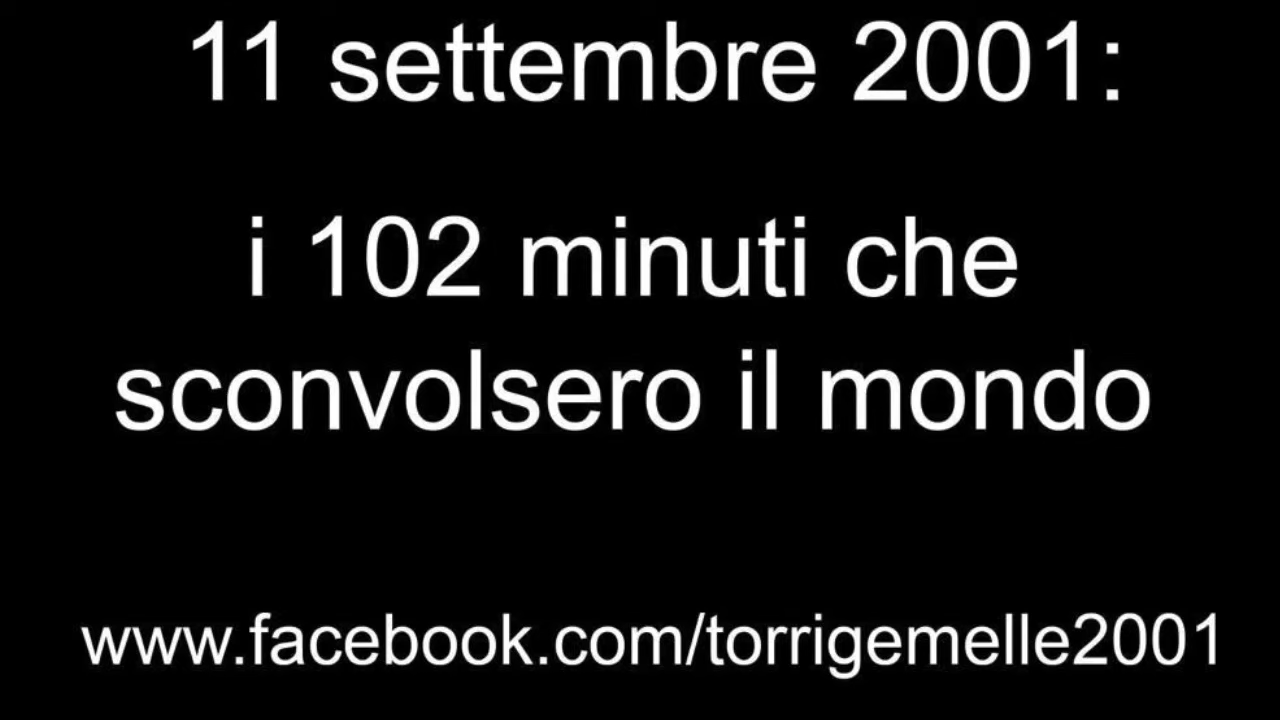 11 settembre 2001:
i 102 minuti che
sconvolsero il mondo
www.facebook.com/torrigemelle2001